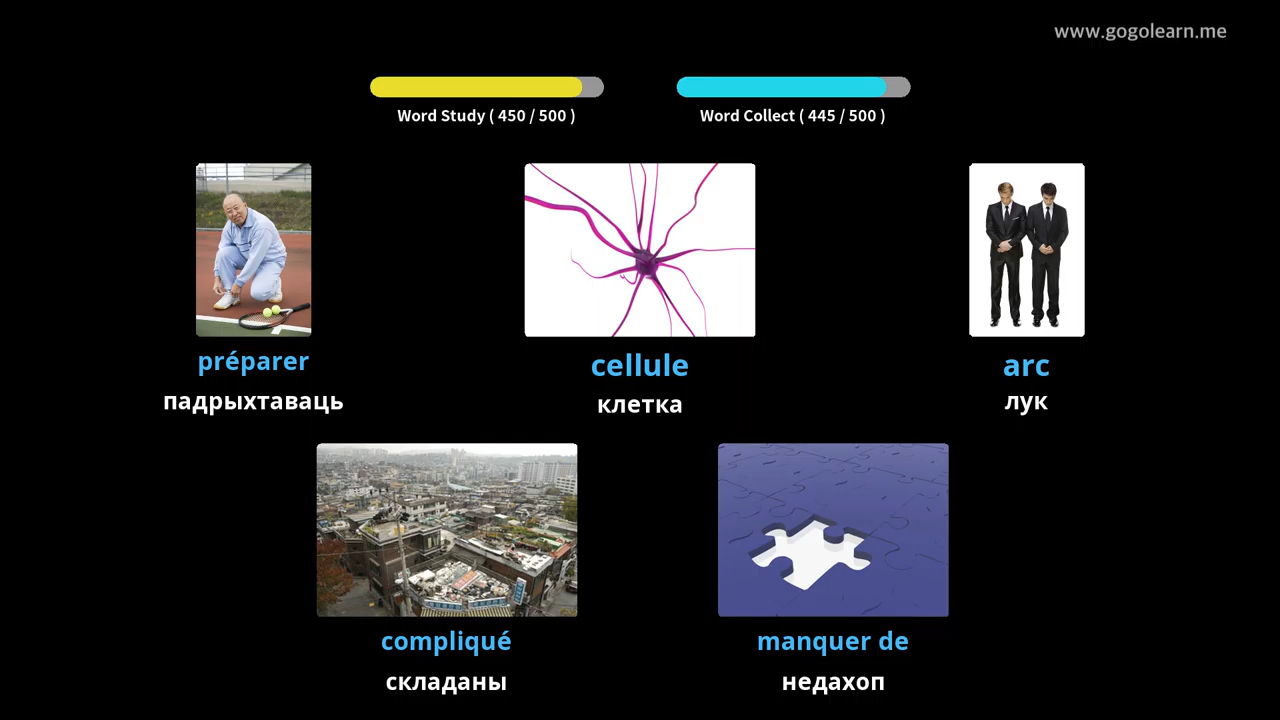 www.gogolearn.me
Word Study ( 450 / 500 )
Word Collect ( 445 / 500 )
préparer
падрыхтаваць
cellule
клетка
arc
лук
compliqué
складаны
manquer de
недахоп